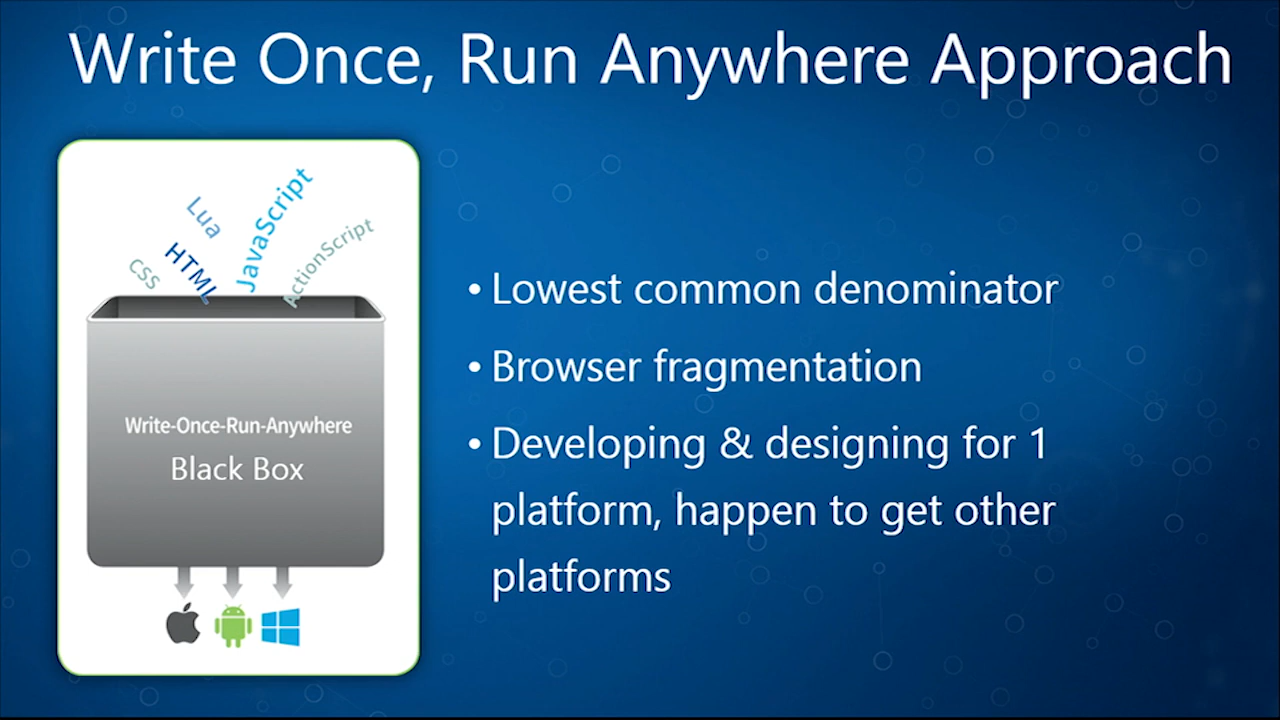 Write Once, Run Anywhere Approach
CSS
HTML
Lua
JavaScript
ActionScript
Write-Once-Run-Anywhere
Black Box
• Lowest common denominator
• Browser fragmentation
• Developing & designing for 1
platform, happen to get other
platforms